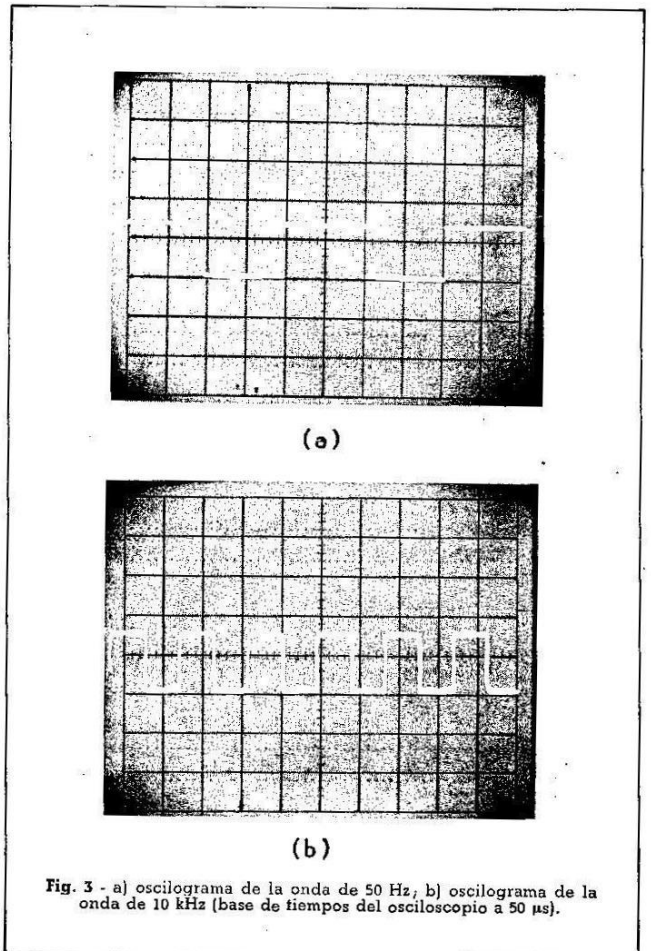 (a)
(b)
Fig. 3 - a) oscilograma de la onda de 50 Hz; b) oscilograma de la
onda de 10 kHz (base de tiempos del osciloscopio a 50 μs).